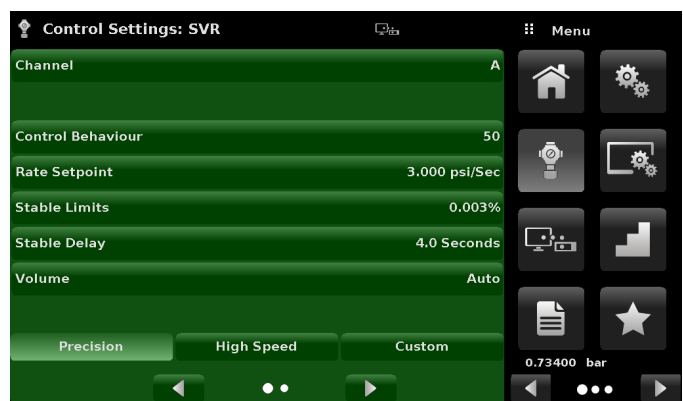 Control Settings: SVR
Menu
Channel A
Control Behaviour 50
Rate Setpoint 3.000 psi/Sec
Stable Limits 0.003%
Stable Delay 4.0 Seconds
Volume Auto
Precision High Speed Custom
0.73400 bar